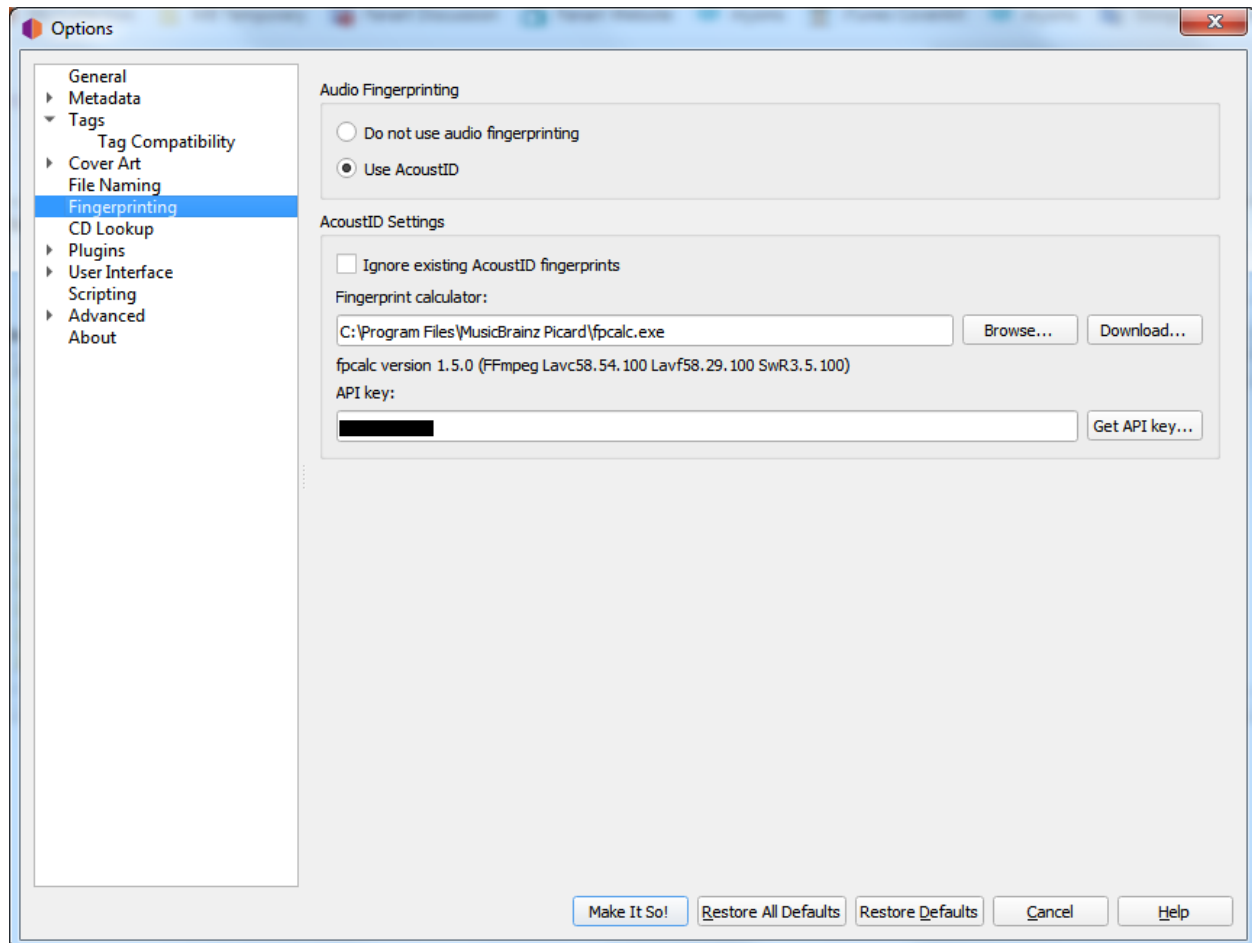 Options
General
Metadata
Tags
Tag Compatibility
Cover Art
File Naming
Fingerprinting
CD Lookup
Plugins
User Interface
Scripting
Advanced
About
Audio Fingerprinting
Do not use audio fingerprinting
Use AcoustID
AcoustID Settings
Ignore existing AcoustID fingerprints
Fingerprint calculator:
C:\Program Files\MusicBrainz Picard\fpcalc.exe Browse... Download...
fpcalc version 1.5.0 (FFmpeg Lavc58.54.100 Lavf58.29.100 SwR3.5.100)
API key:
Get API key...
Make It So! Restore All Defaults Restore Defaults Cancel Help